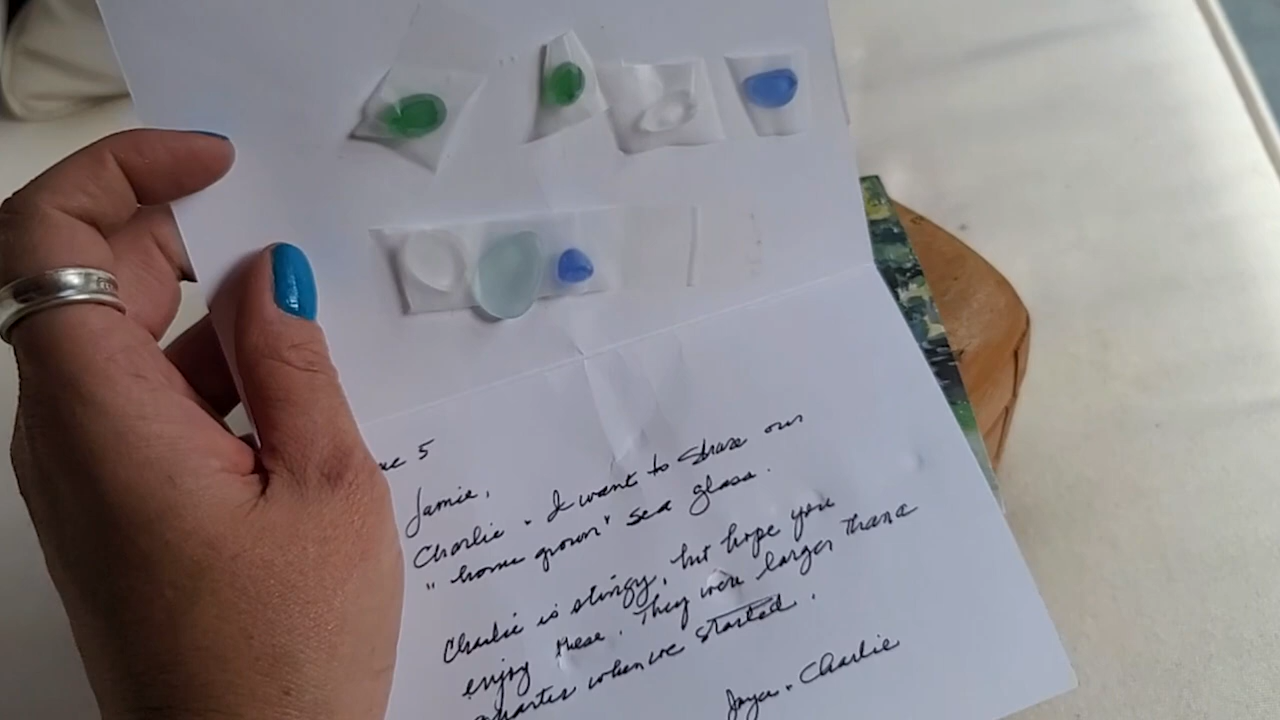 5
Jamie,
Charlie + I want to share our
"home grown" sea glass.
Charlie is stingy, but hope you
enjoy these. They were larger than a
when we started.
Joyce + Charlie